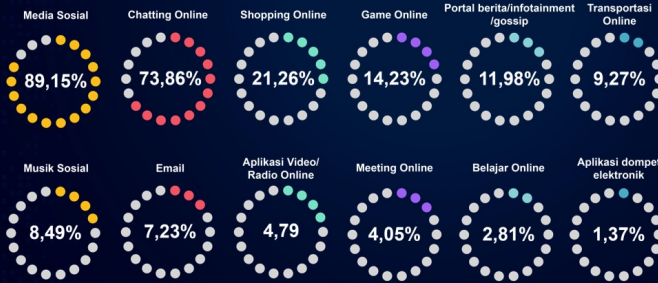 Media Sosial
Chatting Online
Shopping Online
Game Online
Portal berita/infotainment
/gossip
Transportasi
Online
89,15%
73,86%
21,26%
14,23%
11,98%
9,27%
Musik Sosial
Email
Aplikasi Video/
Radio Online
Meeting Online
Belajar Online
Aplikasi dompet
elektronik
8,49%
7,23%
4,79
4,05%
2,81%
1,37%